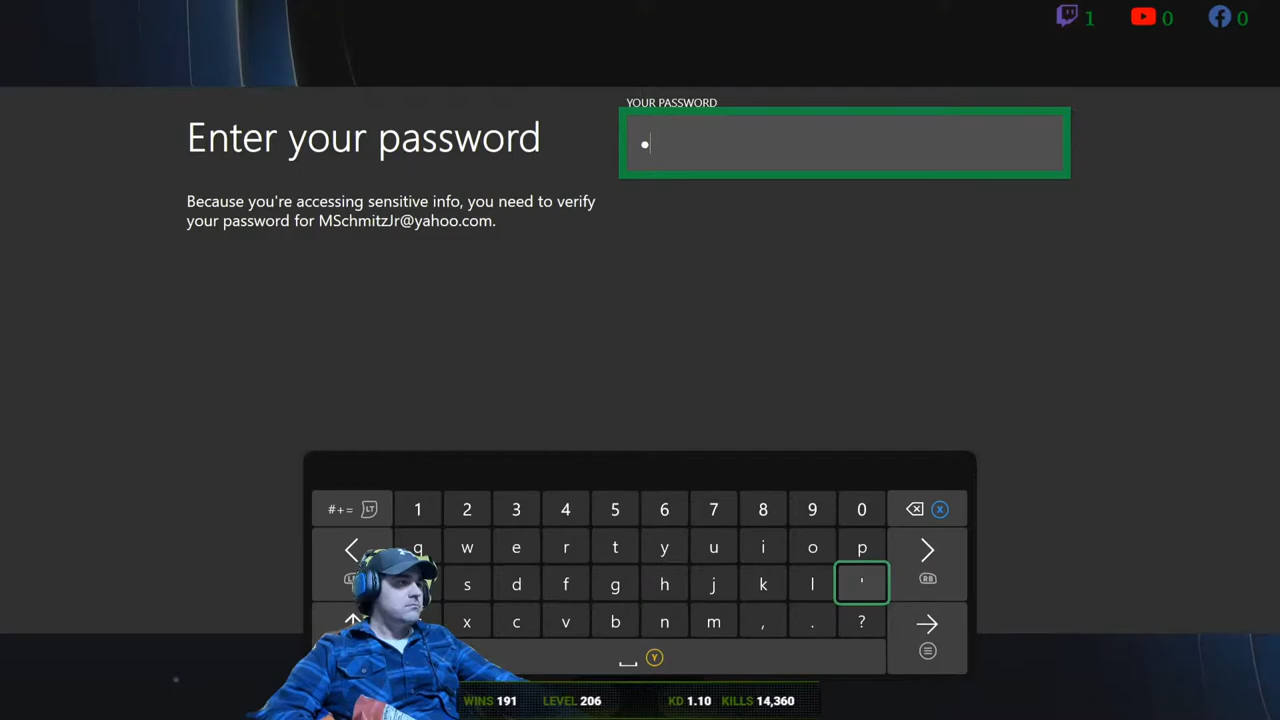 1 0 0
YOUR PASSWORD
Enter your password
Because you're accessing sensitive info, you need to verify
your password for MSchmitzJr@yahoo.com.
#+= LT 1 2 3 4 5 6 7 8 9 0 X
q w e r t y u i o p
s d f g h j k l ' RB
x c v b n m , . ?
Y
WINS 191 LEVEL 206 KD 1.10 KILLS 14,360